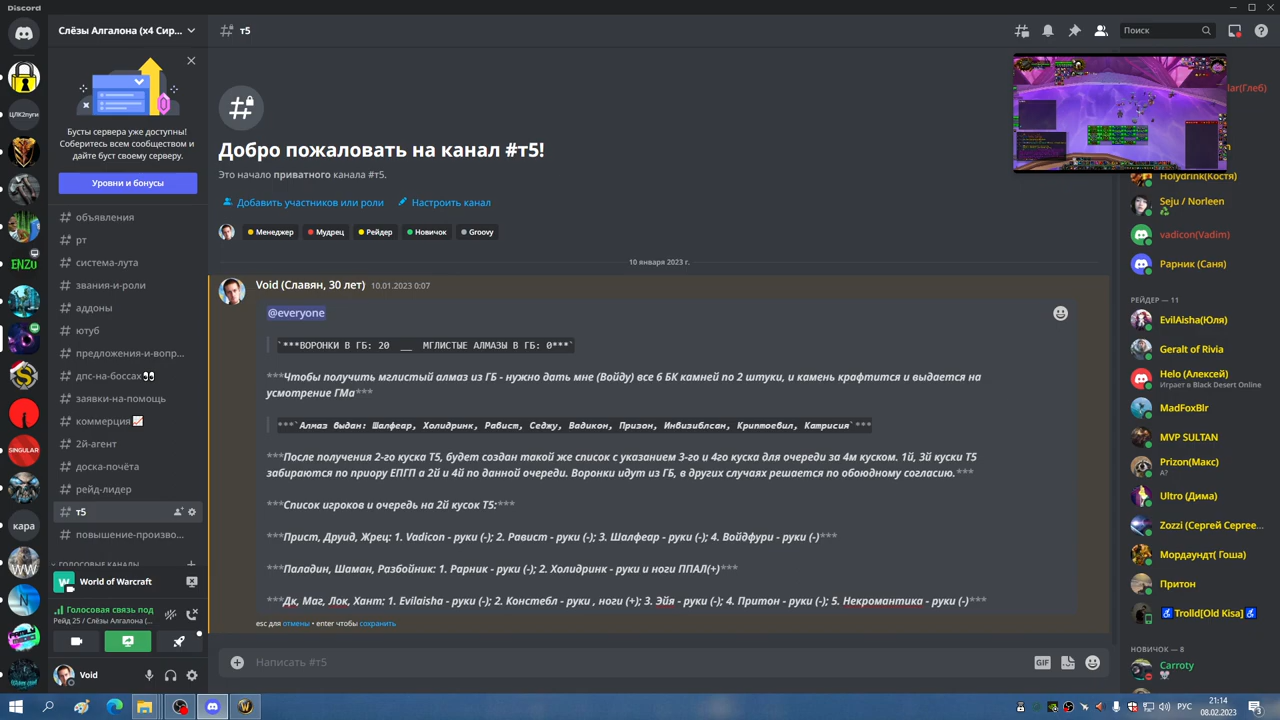 Discord
Слёзы Алгалона (x4 Сир...
т5
Поиск
Бусты сервера уже доступны!
Соберитесь всем сообществом и
дайте буст своему серверу.
Уровни и бонусы
объявления
рт
система-лута
звания-и-роли
аддоны
ютуб
предложения-и-вопр...
дпс-на-боссах👀
заявки-на-помощь
коммерция📈
2й-агент
доска-почёта
рейд-лидер
т5
повышение-произво...
World of Warcraft
Голосовая связь под
Рейд 25 / Слёзы Алгалона (...
Void
ЦЛК2пуги
ENZO
SINGULAR
кара
Добро пожаловать на канал #т5!
Это начало приватного канала #т5.
Добавить участников или роли
Настроить канал
Менеджер
Мудрец
Рейдер
Новичок
Groovy
10 января 2023 г.
Void (Славян, 30 лет) 10.01.2023 0:07
@everyone
`***ВОРОНКИ В ГБ: 20 __ МГЛИСТЫЕ АЛМАЗЫ В ГБ: 0***`
***Чтобы получить мглистый алмаз из ГБ - нужно дать мне (Войду) все 6 БК камней по 2 штуки, и камень крафтится и выдается на
усмотрение ГМа***
***`Алмаз выдан: Шалфеар, Холидринк, Равист, Седжу, Вадикон, Призон, Инвизиблсан, Криптоевил, Катрисия`***
***После получения 2-го куска Т5, будет создан такой же список с указанием 3-го и 4го куска для очереди за 4м куском. 1й, 3й куски Т5
забираются по приору ЕПГП а 2й и 4й по данной очереди. Воронки идут из ГБ, в других случаях решается по обоюдному согласию.***
***Список игроков и очередь на 2й кусок Т5:***
***Прист, Друид, Жрец: 1. Vadicon - руки (-); 2. Равист - руки (-); 3. Шалфеар - руки (-); 4. Войдфури - руки (-)***
***Паладин, Шаман, Разбойник: 1. Рарник - руки (-); 2. Холидринк - руки и ноги ППАЛ(+)***
***Дк, Маг, Лок, Хант: 1. Evilaisha - руки (-); 2. Констебл - руки , ноги (+); 3. Эйя - руки (-); 4. Притон - руки (-); 5. Некромантика - руки (-)***
esc для отмены • enter чтобы сохранить
Написать #т5
GIF
lar(Глеб)
Holydrink(Костя)
Seju / Norleen
vadicon(Vadim)
Рарник (Саня)
РЕЙДЕР — 11
EvilAisha(Юля)
Geralt of Rivia
Helo (Алексей)
Играет в Black Desert Online
MadFoxBlr
MVP SULTAN
Prizon(Макс)
А?
Ultro (Дима)
Zozzi (Сергей Сергее...
Мордаундт( Гоша)
Притон
♿Trolld[Old Kisa]♿
НОВИЧОК — 8
Carroty
РУС
21:14
08.02.2023
3